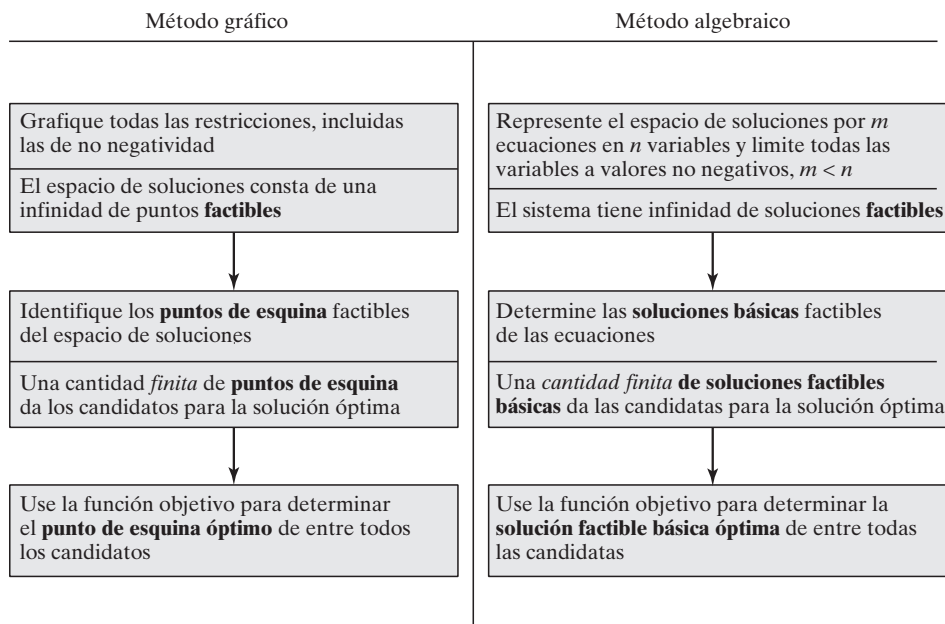 Método gráfico
Método algebraico
Grafique todas las restricciones, incluidas
las de no negatividad
El espacio de soluciones consta de una
infinidad de puntos factibles
Identifique los puntos de esquina factibles
del espacio de soluciones
Una cantidad finita de puntos de esquina
da los candidatos para la solución óptima
Use la función objetivo para determinar
el punto de esquina óptimo de entre todos
los candidatos
Represente el espacio de soluciones por m
ecuaciones en n variables y limite todas las
variables a valores no negativos, m < n
El sistema tiene infinidad de soluciones factibles
Determine las soluciones básicas factibles
de las ecuaciones
Una cantidad finita de soluciones factibles
básicas da las candidatas para la solución óptima
Use la función objetivo para determinar la
solución factible básica óptima de entre todas
las candidatas